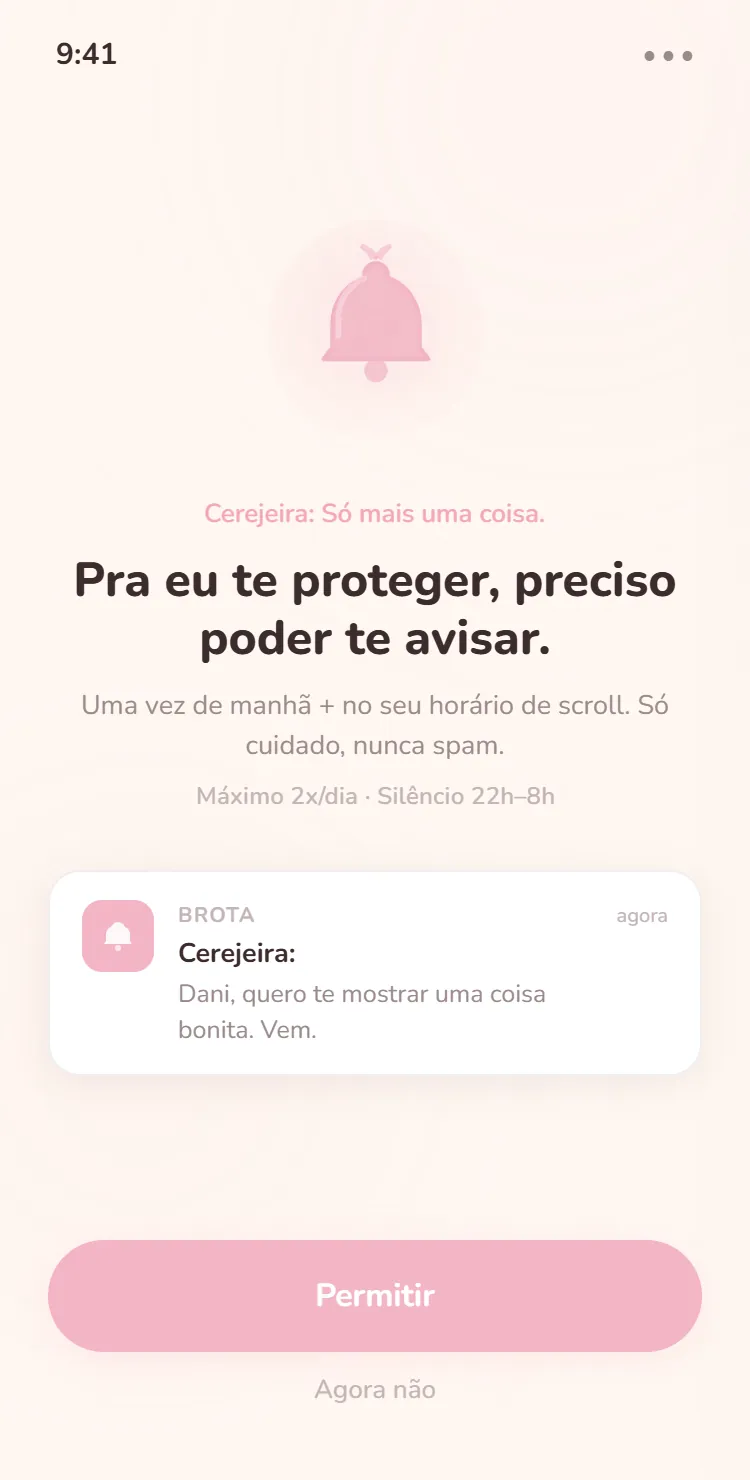 9:41
Cerejeira: Só mais uma coisa.
Pra eu te proteger, preciso
poder te avisar.
Uma vez de manhã + no seu horário de scroll. Só
cuidado, nunca spam.
Máximo 2x/dia · Silêncio 22h–8h
BROTA
agora
Cerejeira:
Dani, quero te mostrar uma coisa
bonita. Vem.
Permitir
Agora não